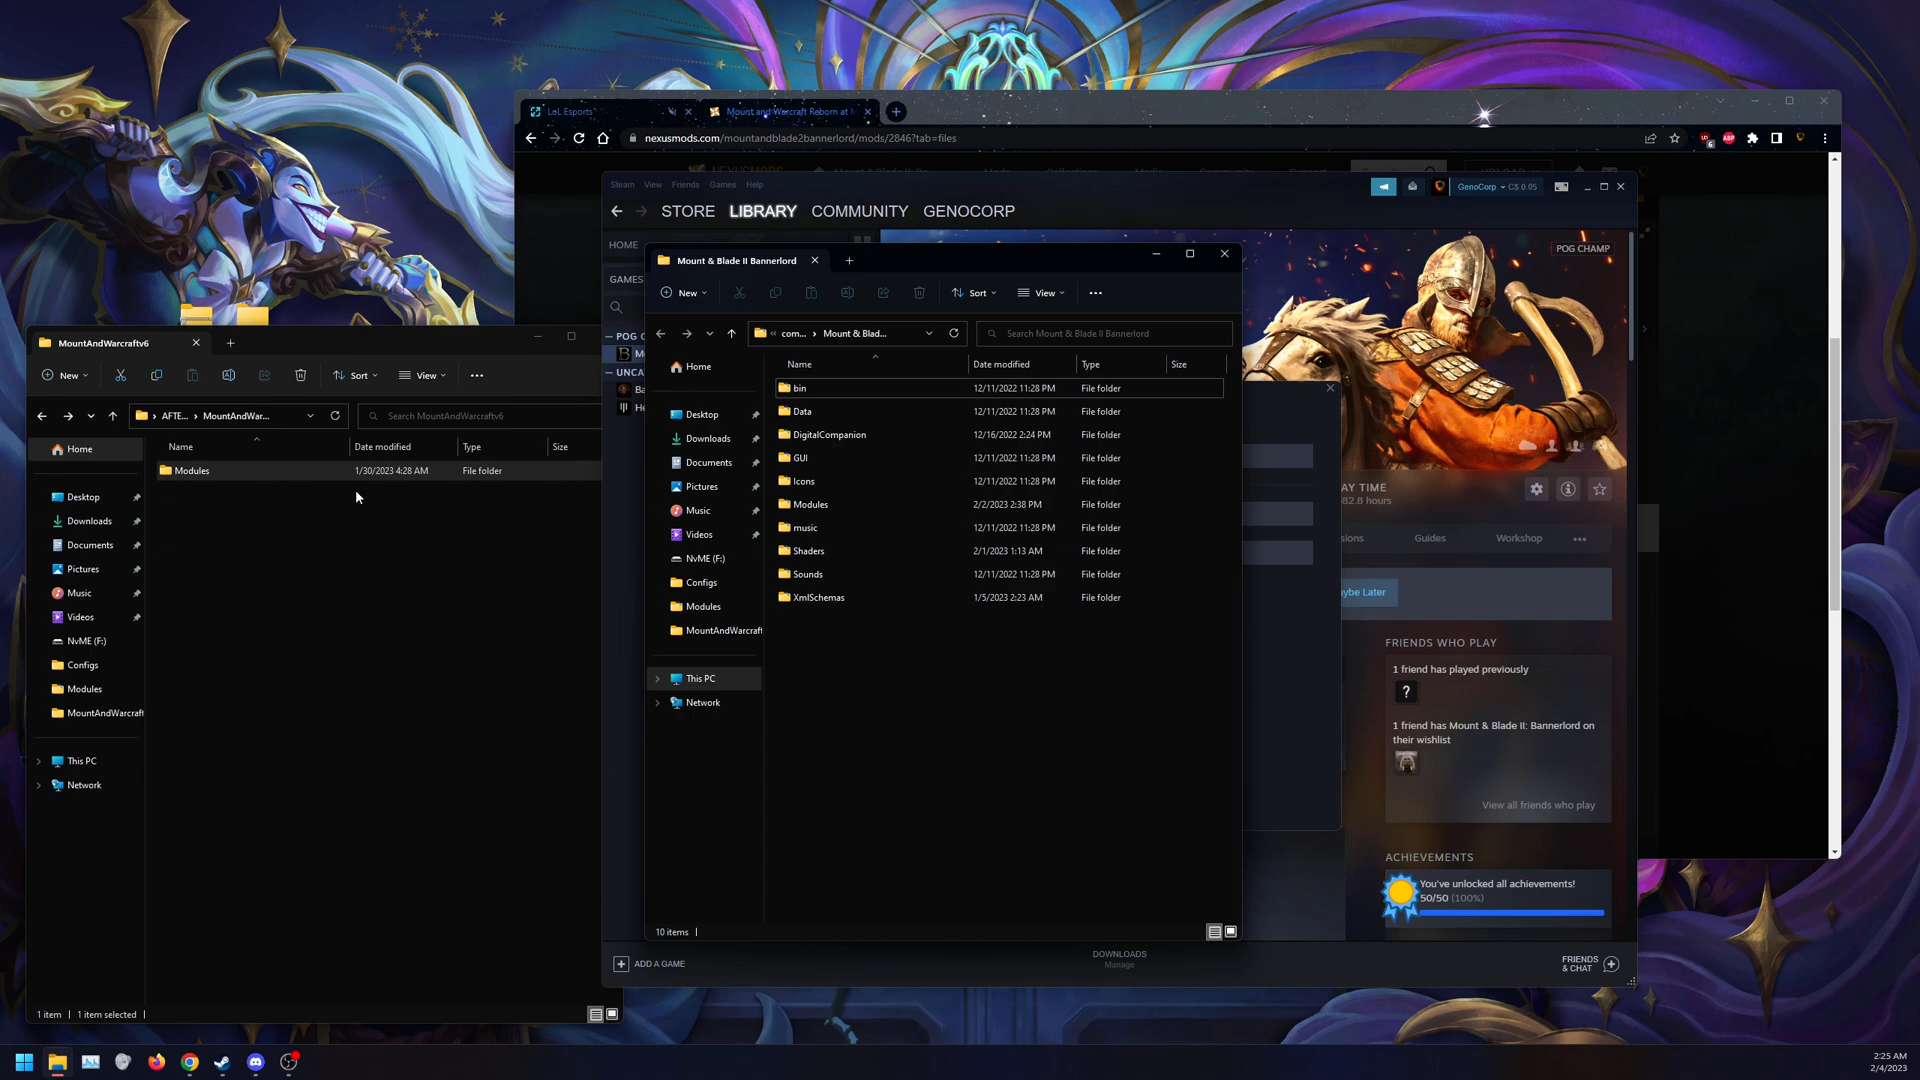 LoL Esports
Mount and Warcraft Reborn at
nexusmods.com/mountandblade2bannerlord/mods/2846?tab=files
Steam View Friends Games Help
GenoCorp C$ 0.05
STORE LIBRARY COMMUNITY GENOCORP
HOME
GAMES
POG CHAMP
Mount & Blade II Bannerlord
New
Sort
View
com... › Mount & Blad...
Search Mount & Blade II Bannerlord
Name Date modified Type Size
bin 12/11/2022 11:28 PM File folder
Data 12/11/2022 11:28 PM File folder
DigitalCompanion 12/16/2022 2:24 PM File folder
GUI 12/11/2022 11:28 PM File folder
Icons 12/11/2022 11:28 PM File folder
Modules 2/2/2023 2:38 PM File folder
music 12/11/2022 11:28 PM File folder
Shaders 2/1/2023 1:13 AM File folder
Sounds 12/11/2022 11:28 PM File folder
XmlSchemas 1/5/2023 2:23 AM File folder
Home
Desktop
Downloads
Documents
Pictures
Music
Videos
NvME (F:)
Configs
Modules
MountAndWarcraft
This PC
Network
10 items
MountAndWarcraftv6
New
Sort
View
AFTE... › MountAndWar...
Search MountAndWarcraftv6
Name Date modified Type Size
Modules 1/30/2023 4:28 AM File folder
Home
Desktop
Downloads
Documents
Pictures
Music
Videos
NvME (F:)
Configs
Modules
MountAndWarcraft
This PC
Network
1 item 1 item selected
POG C
M
UNCA
Ba
He
AY TIME
82.8 hours
sions Guides Workshop
ybe Later
FRIENDS WHO PLAY
1 friend has played previously
?
1 friend has Mount & Blade II: Bannerlord on
their wishlist
View all friends who play
ACHIEVEMENTS
You've unlocked all achievements!
50/50 (100%)
ADD A GAME
DOWNLOADS
Manage
FRIENDS
& CHAT
2:25 AM
2/4/2023